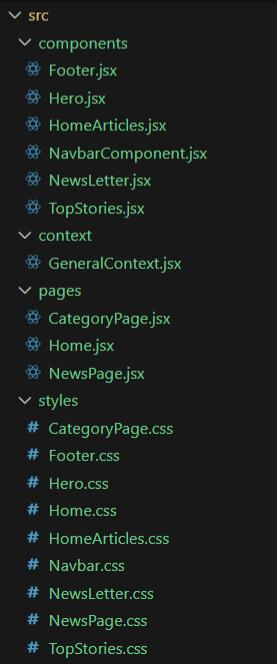 src
components
Footer.jsx
Hero.jsx
HomeArticles.jsx
NavbarComponent.jsx
NewsLetter.jsx
TopStories.jsx
context
GeneralContext.jsx
pages
CategoryPage.jsx
Home.jsx
NewsPage.jsx
styles
# CategoryPage.css
# Footer.css
# Hero.css
# Home.css
# HomeArticles.css
# Navbar.css
# NewsLetter.css
# NewsPage.css
# TopStories.css